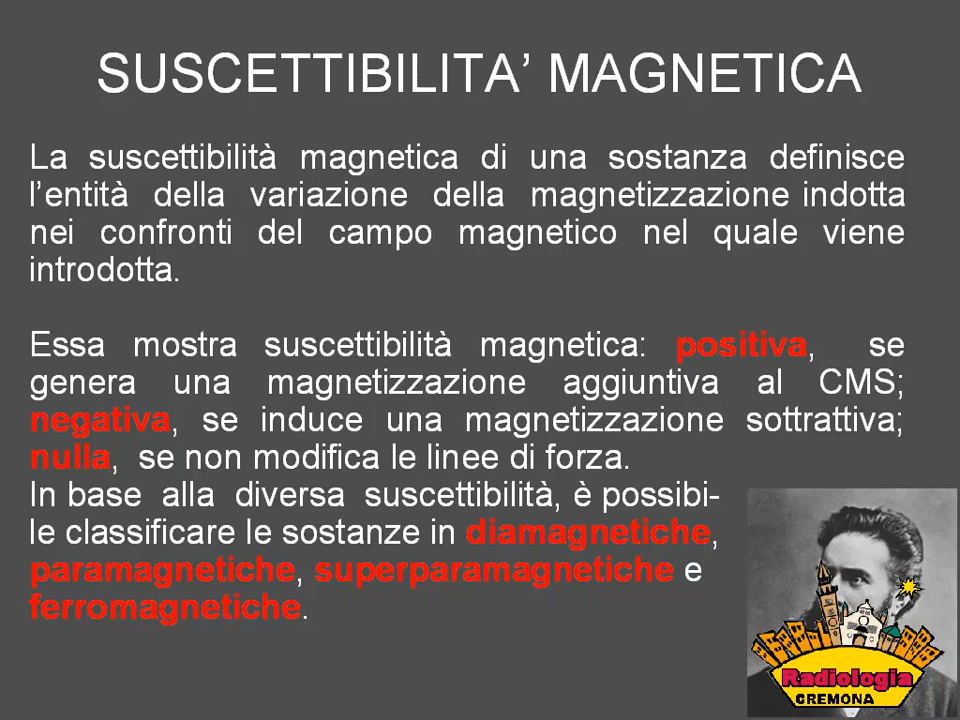 SUSCETTIBILITA’ MAGNETICA
La suscettibilità magnetica di una sostanza definisce
l’entità della variazione della magnetizzazione indotta
nei confronti del campo magnetico nel quale viene
introdotta.
Essa mostra suscettibilità magnetica: positiva, se
genera una magnetizzazione aggiuntiva al CMS;
negativa, se induce una magnetizzazione sottrattiva;
nulla, se non modifica le linee di forza.
In base alla diversa suscettibilità, è possibi-
le classificare le sostanze in diamagnetiche,
paramagnetiche, superparamagnetiche e
ferromagnetiche.
Radiologia
CREMONA